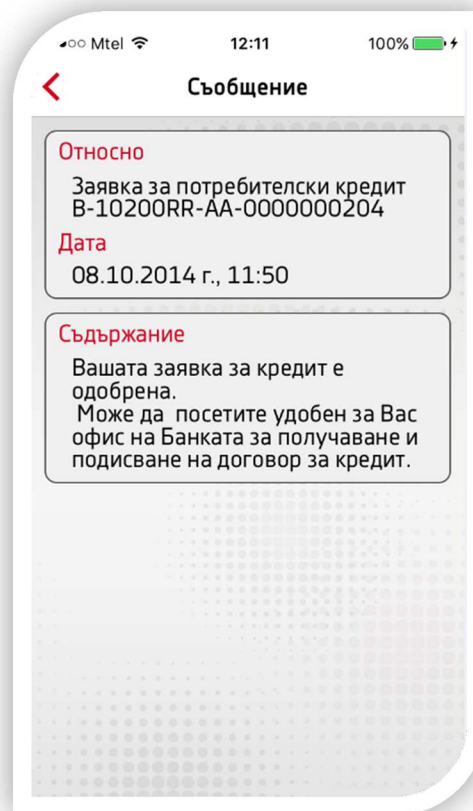 Mtel 12:11 100%
Съобщение
Относно
Заявка за потребителски кредит
B-10200RR-AA-0000000204
Дата
08.10.2014 г., 11:50
Съдържание
Вашата заявка за кредит е
одобрена.
Може да посетите удобен за Вас
офис на Банката за получаване и
подисване на договор за кредит.